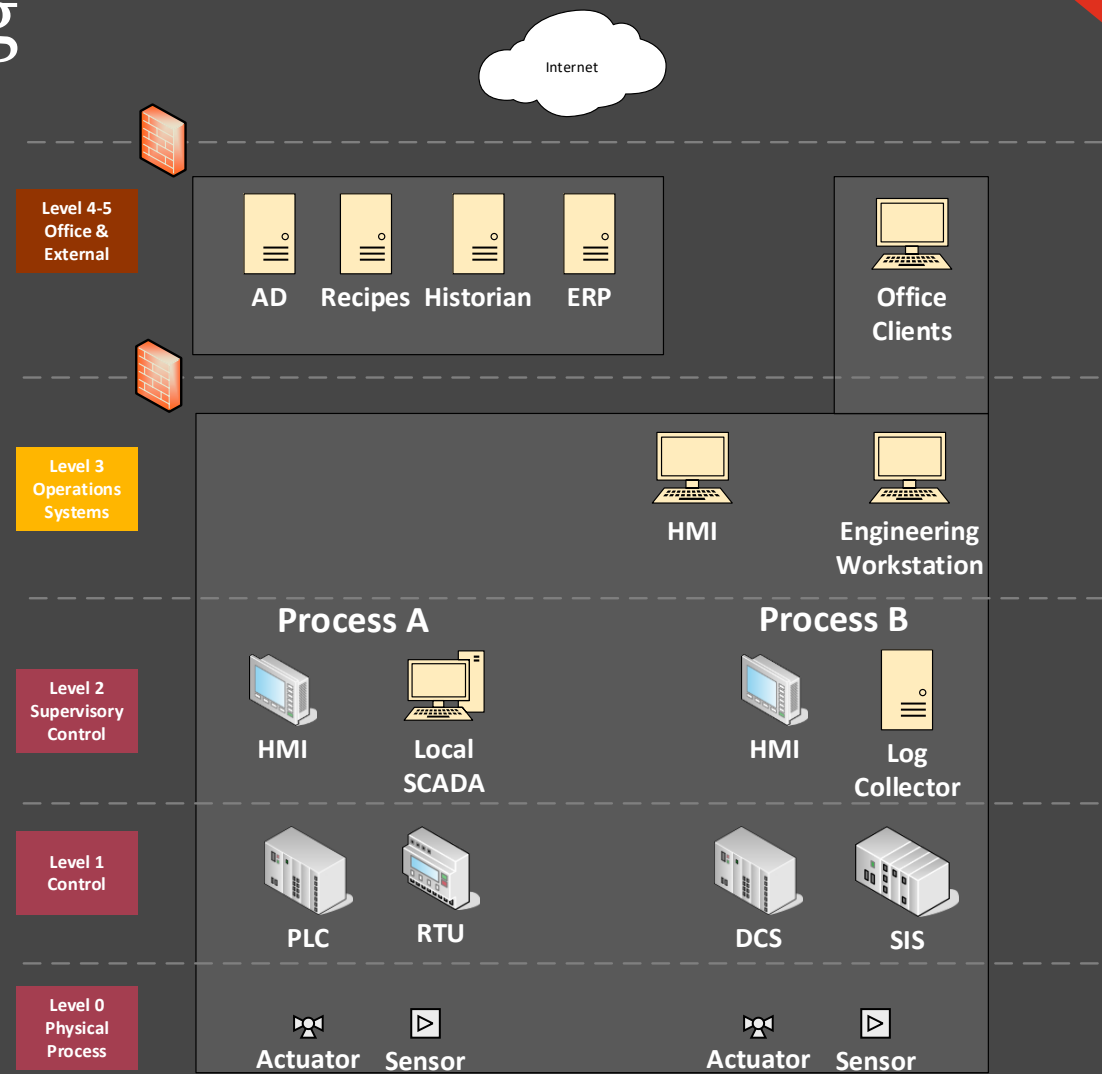 g
Internet
Level 4-5
Office &
External
AD Recipes Historian ERP
Office
Clients
Level 3
Operations
Systems
HMI
Engineering
Workstation
Process A
Process B
Level 2
Supervisory
Control
HMI
Local
SCADA
HMI
Log
Collector
Level 1
Control
PLC
RTU
DCS
SIS
Level 0
Physical
Process
Actuator Sensor
Actuator Sensor